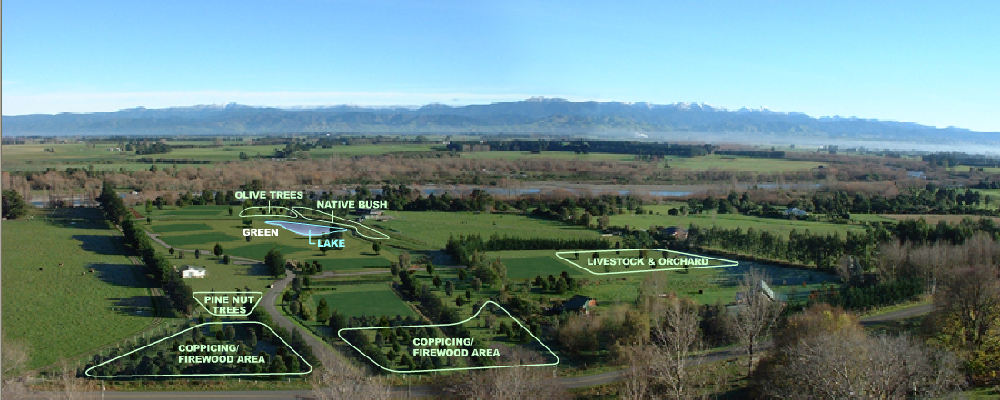 OLIVE TREES
NATIVE BUSH
GREEN
LAKE
LIVESTOCK & ORCHARD
PINE NUT
TREES
COPPICING/
FIREWOOD AREA
COPPICING/
FIREWOOD AREA